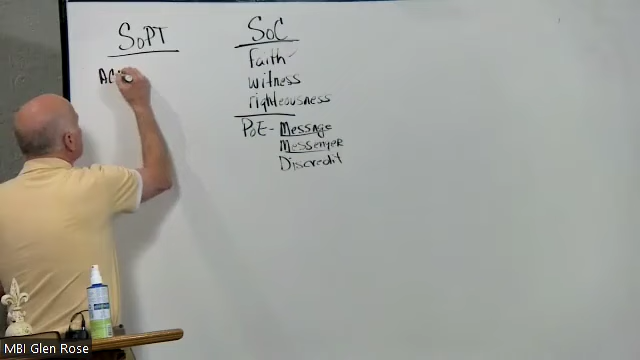 SoPT
SoC
Faith
witness
righteousness
PoE - Message
Messenger
Discredit
MBI Glen Rose